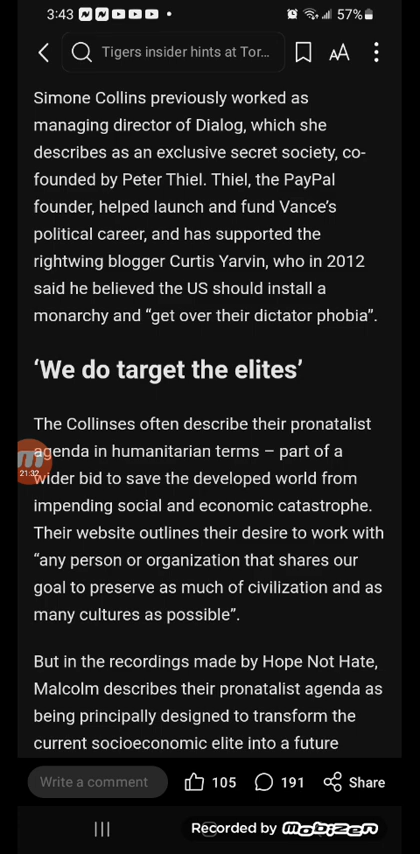 3:43
57%
Tigers insider hints at Tor...
AA
Simone Collins previously worked as
managing director of Dialog, which she
describes as an exclusive secret society, co-
founded by Peter Thiel. Thiel, the PayPal
founder, helped launch and fund Vance’s
political career, and has supported the
rightwing blogger Curtis Yarvin, who in 2012
said he believed the US should install a
monarchy and “get over their dictator phobia”.
‘We do target the elites’
The Collinses often describe their pronatalist
agenda in humanitarian terms – part of a
wider bid to save the developed world from
impending social and economic catastrophe.
Their website outlines their desire to work with
“any person or organization that shares our
goal to preserve as much of civilization and as
many cultures as possible”.
But in the recordings made by Hope Not Hate,
Malcolm describes their pronatalist agenda as
being principally designed to transform the
current socioeconomic elite into a future
m
21:32
Write a comment
105
191
Share
Recorded by mobizen